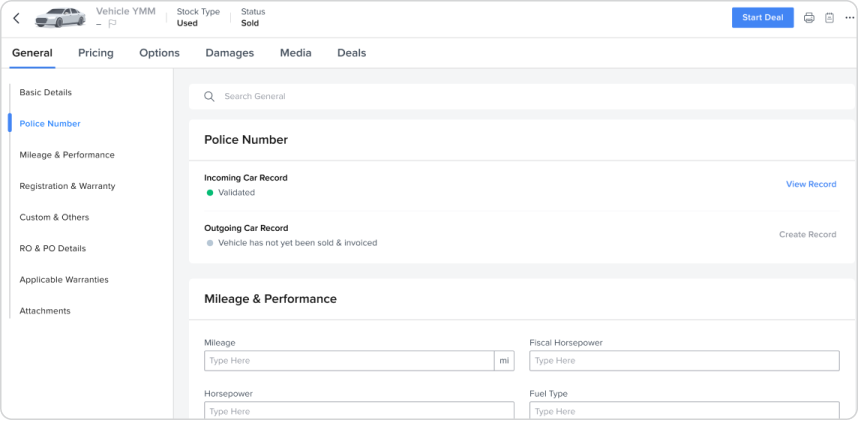 Vehicle YMM
–
Stock Type
Used
Status
Sold
Start Deal
General
Pricing
Options
Damages
Media
Deals
Basic Details
Police Number
Mileage & Performance
Registration & Warranty
Custom & Others
RO & PO Details
Applicable Warranties
Attachments
Search General
Police Number
Incoming Car Record
Validated
View Record
Outgoing Car Record
Vehicle has not yet been sold & invoiced
Create Record
Mileage & Performance
Mileage
Type Here
mi
Fiscal Horsepower
Type Here
Horsepower
Type Here
Fuel Type
Type Here